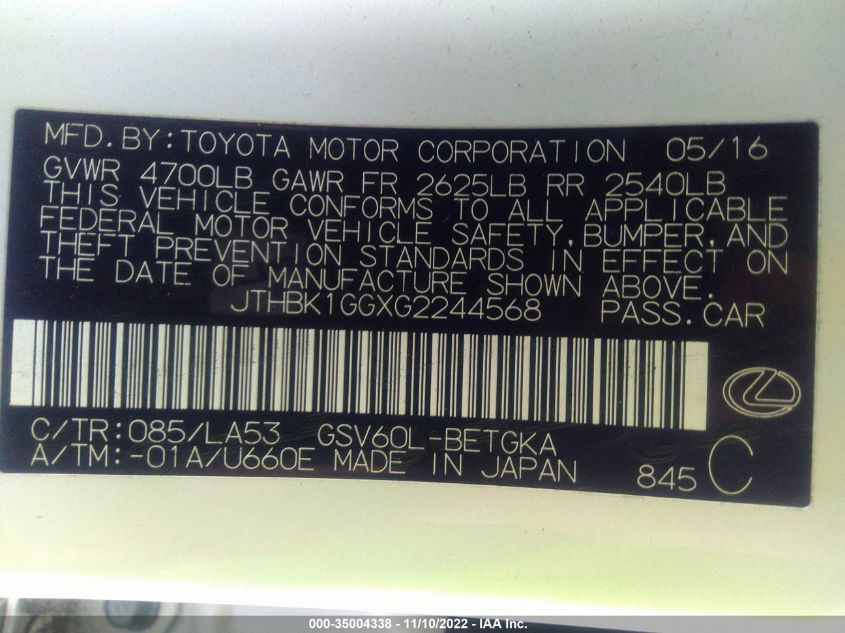 MFD.BY:TOYOTA MOTOR CORPORATION 05/16
GVWR 4700LB GAWR FR 2625LB RR 2540LB
THIS VEHICLE CONFORMS TO ALL APPLICABLE
FEDERAL MOTOR VEHICLE SAFETY,BUMPER,AND
THEFT PREVENTION STANDARDS IN EFFECT ON
THE DATE OF MANUFACTURE SHOWN ABOVE.
JTHBK1GGXG2244568 PASS.CAR
C/TR:085/LA53 GSV60L-BETGKA
A/TM:-01A/U660E MADE IN JAPAN 845 C
000-35004338 - 11/10/2022 - IAA Inc.